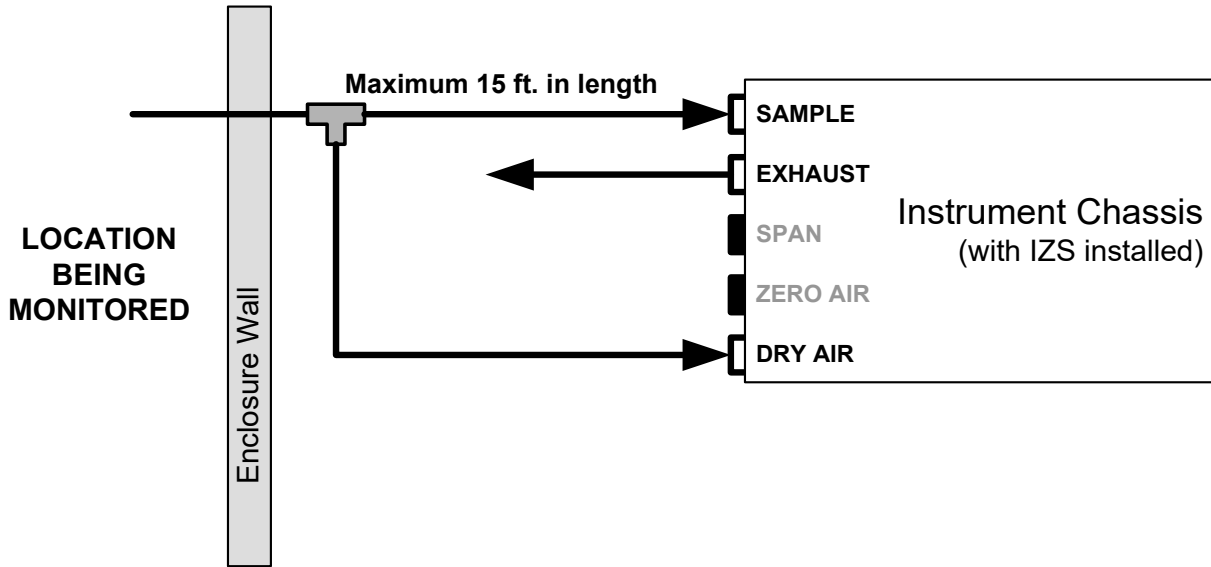 Maximum 15 ft. in length
SAMPLE
EXHAUST
SPAN
ZERO AIR
DRY AIR
Instrument Chassis
(with IZS installed)
LOCATION
BEING
MONITORED
Enclosure Wall